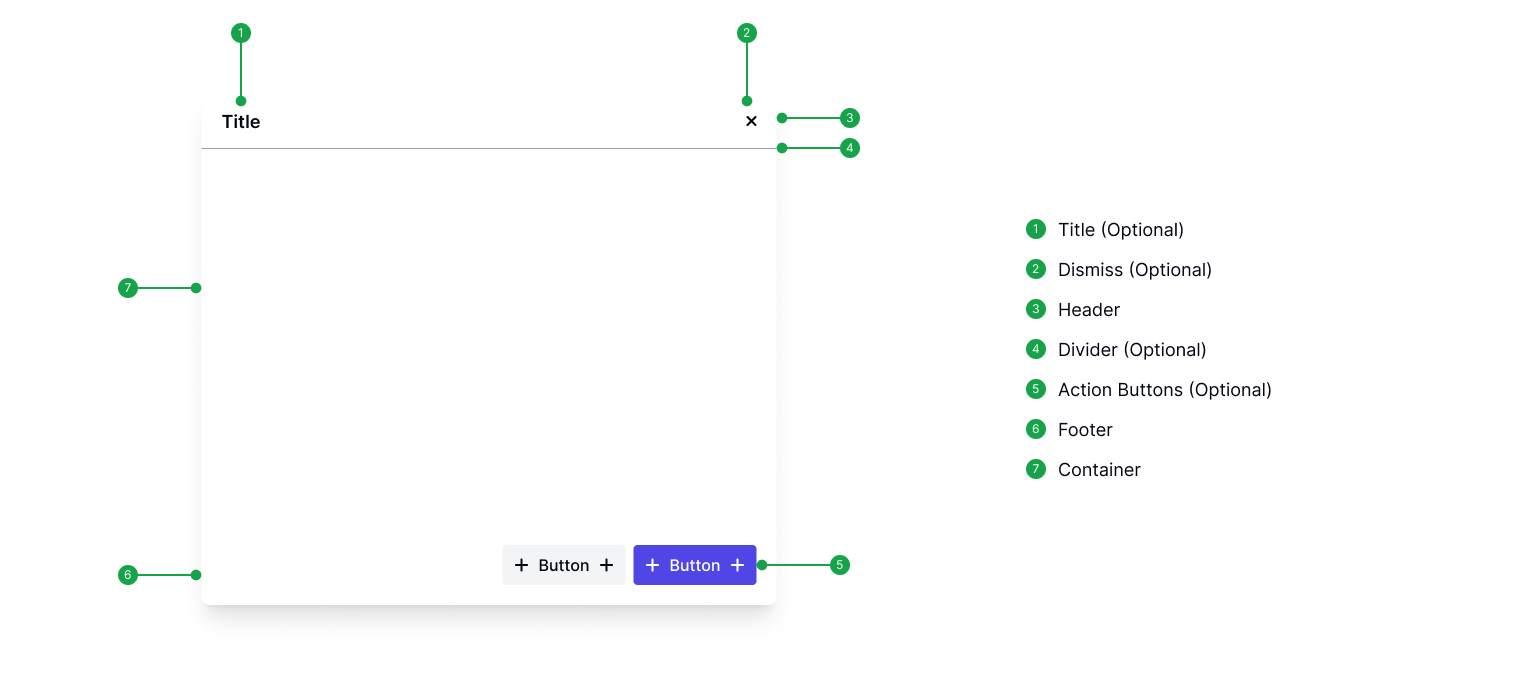 1
2
Title
3
4
7
Button
Button
5
6
1 Title (Optional)
2 Dismiss (Optional)
3 Header
4 Divider (Optional)
5 Action Buttons (Optional)
6 Footer
7 Container